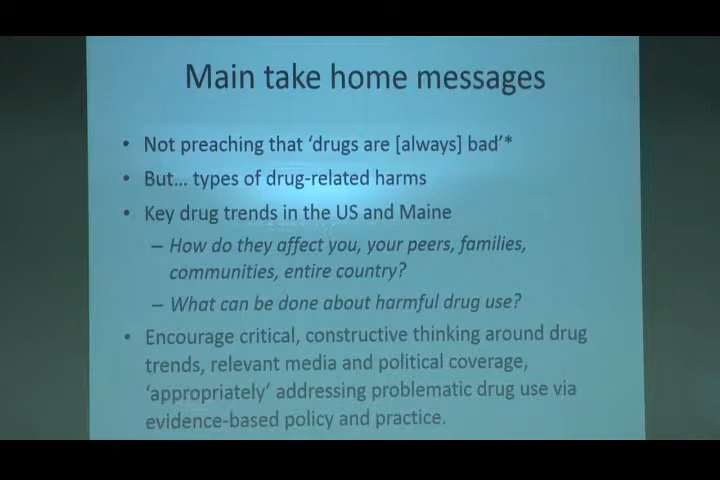 Main take home messages
• Not preaching that ‘drugs are [always] bad’*
• But... types of drug-related harms
• Key drug trends in the US and Maine
– How do they affect you, your peers, families,
communities, entire country?
– What can be done about harmful drug use?
• Encourage critical, constructive thinking around drug
trends, relevant media and political coverage,
‘appropriately’ addressing problematic drug use via
evidence-based policy and practice.